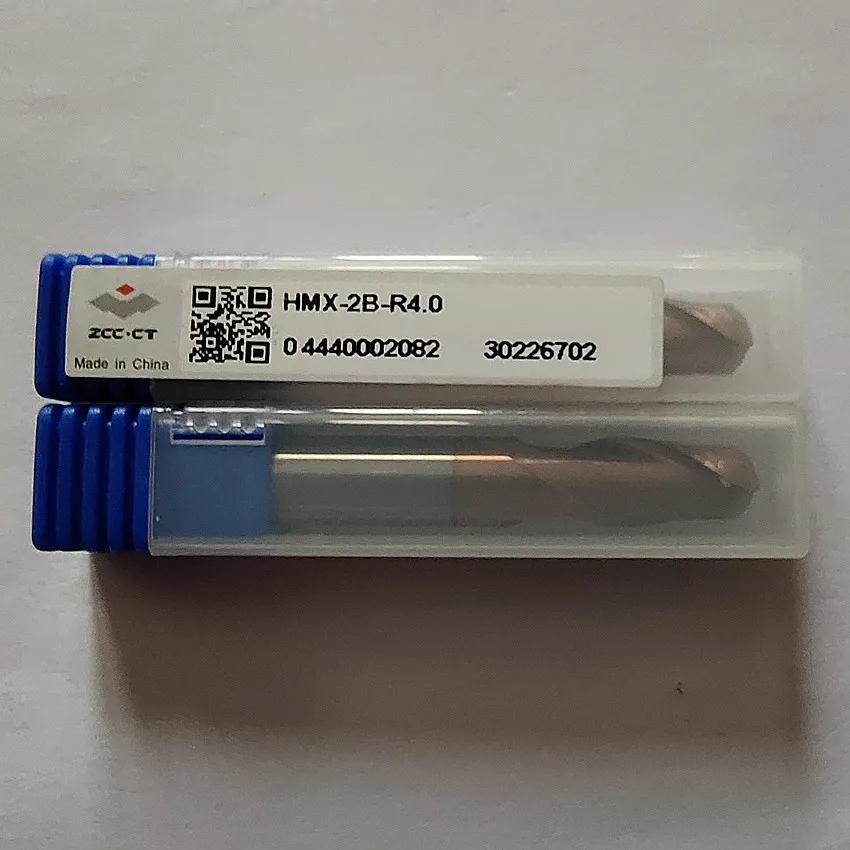 ZCC·CT
Made in China
HMX-2B-R4.0
0 4440002082 30226702